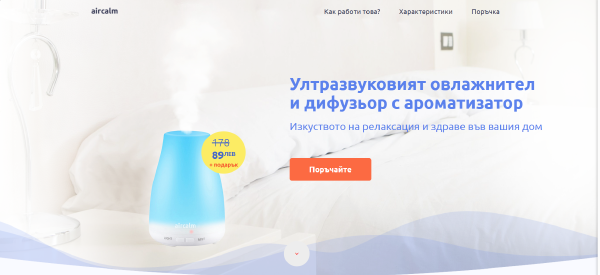 aircalm
Как работи това?
Характеристики
Поръчка
Ултразвуковият овлажнител
и дифузьор с ароматизатор
Изкуството на релаксация и здраве във вашия дом
178
89 лев
+ подарък
Поръчайте
aircalm